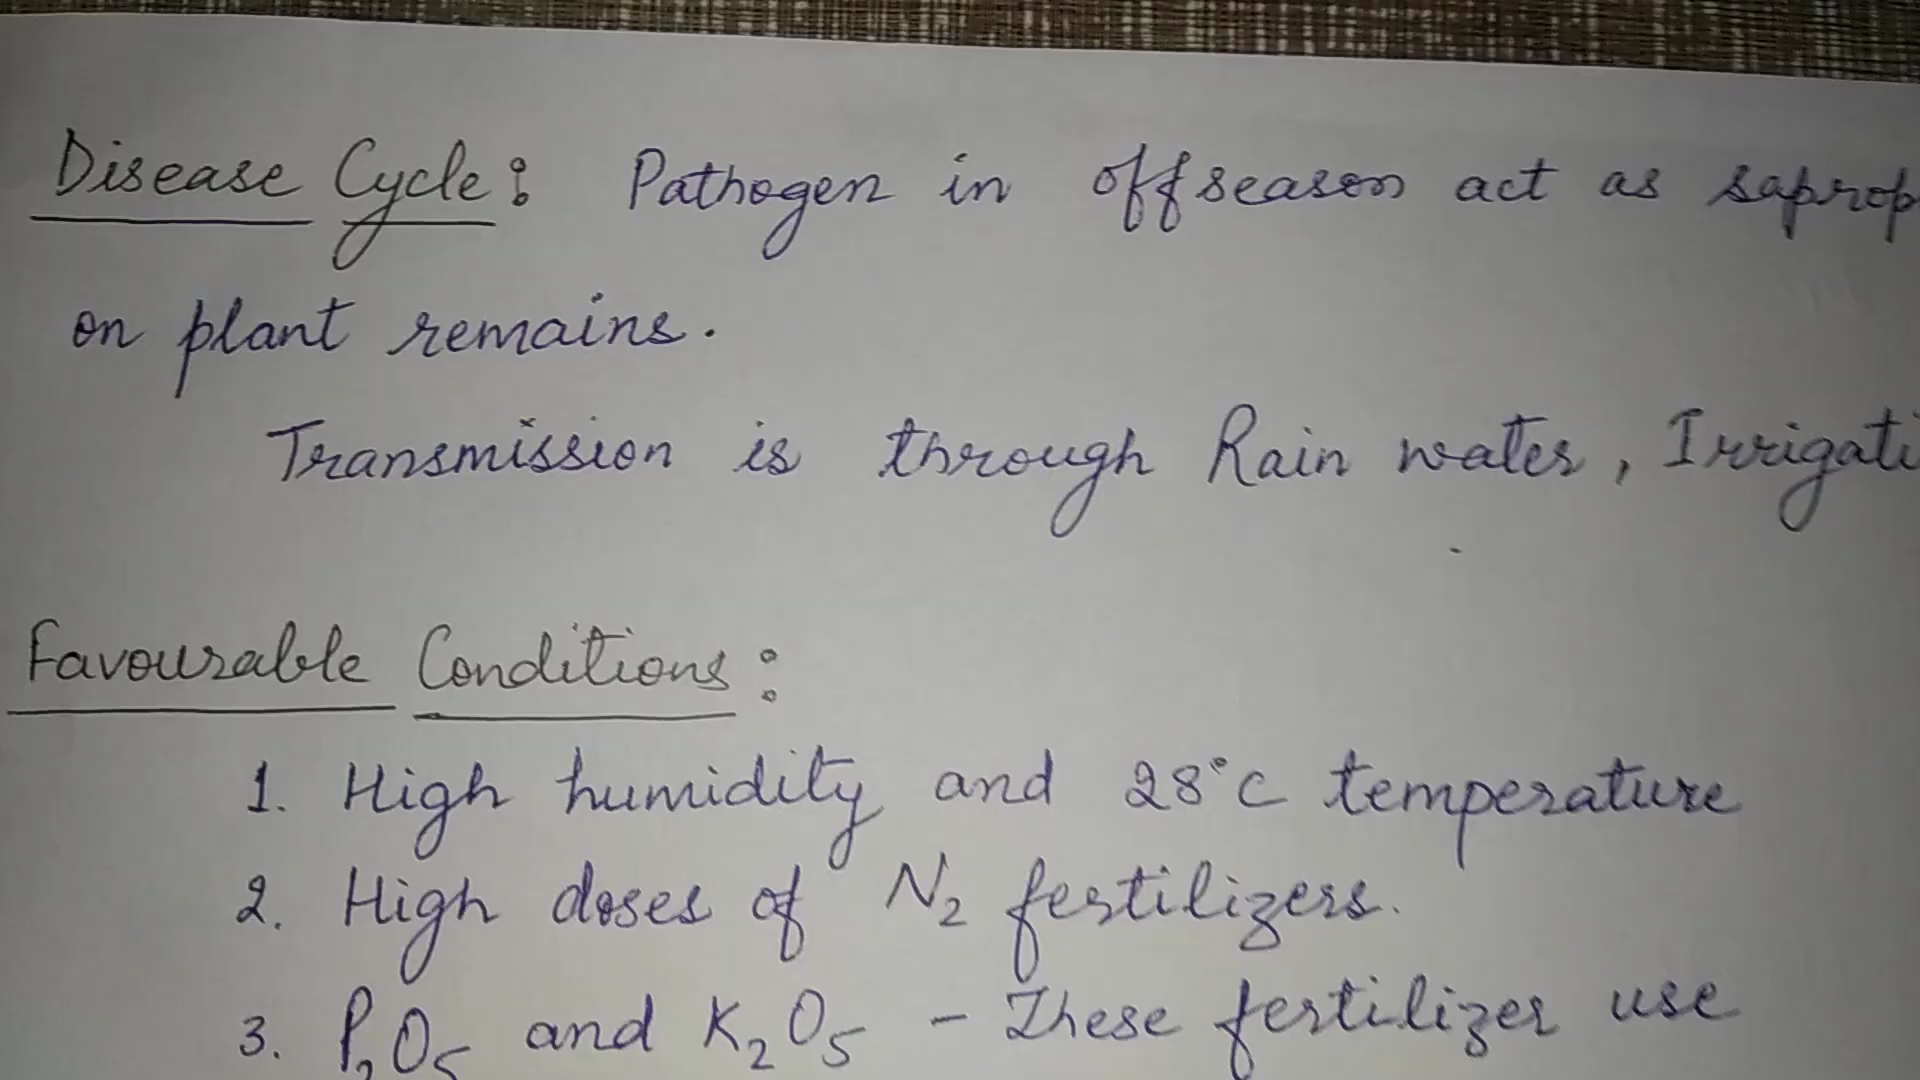 Disease Cycle: Pathogen in offseason act as saprop
on plant remains.
Transmission is through Rain water, Irrigati
Favourable Conditions:
1. High humidity and 28°C temperature
2. High doses of N₂ fertilizers.
3. P₂O₅ and K₂O₅ - These fertilizer use